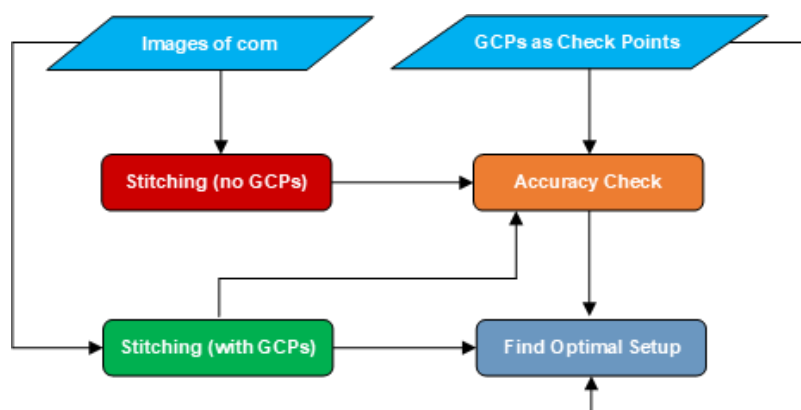 Images of corn
GCPs as Check Points
Stitching (no GCPs)
Accuracy Check
Stitching (with GCPs)
Find Optimal Setup